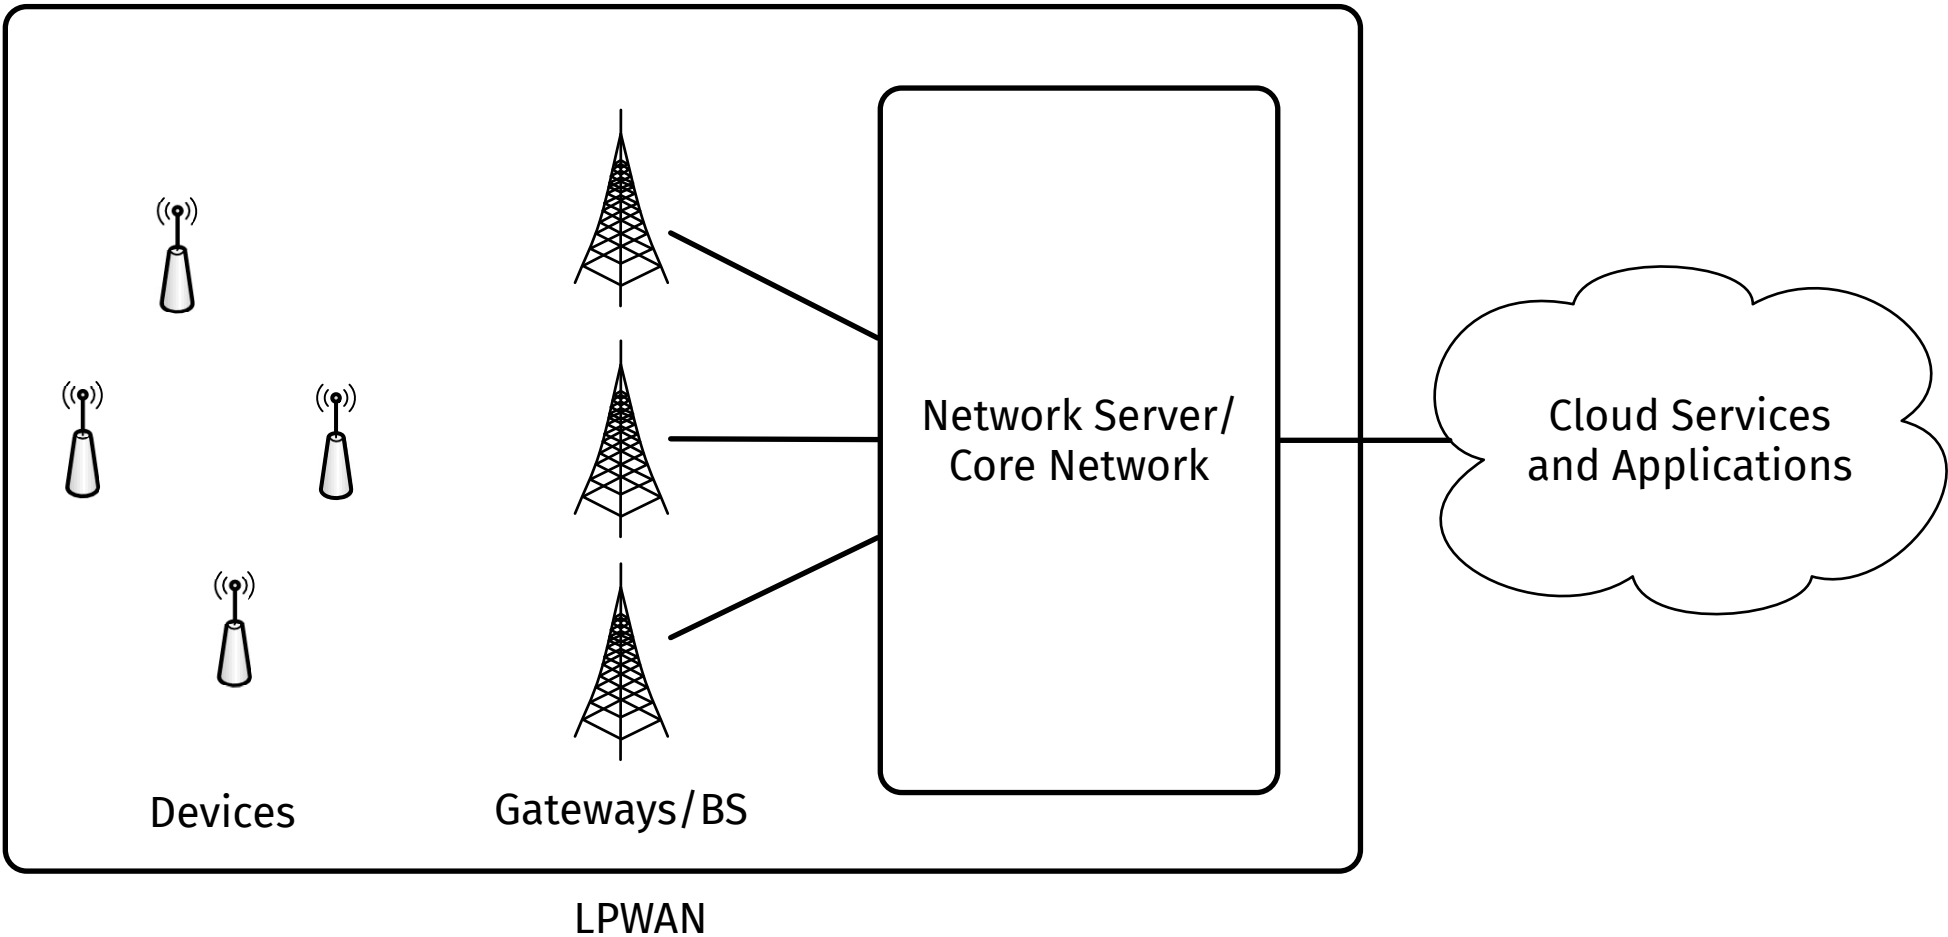 Network Server/
Core Network
Cloud Services
and Applications
Devices
Gateways/BS
LPWAN